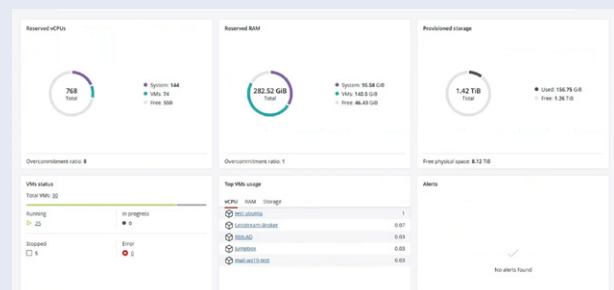 Reserved vCPUs
768
Total
System: 144
VMs: 74
Free: 550
Overcommitment ratio: 8
Reserved RAM
282.52 GiB
Total
System: 95.58 GiB
VMs: 140.5 GiB
Free: 46.43 GiB
Overcommitment ratio: 1
Provisioned storage
1.42 TiB
Total
Used: 156.75 GiB
Free: 1.26 TiB
Free physical space: 8.12 TiB
VMs status
Total VMs: 30
Running
25
In progress
0
Stopped
5
Error
0
Top VMs usage
vCPU RAM Storage
test-ubuntu 1
0.07
0.03
jumpbox 0.03
0.03
Alerts
No alerts found